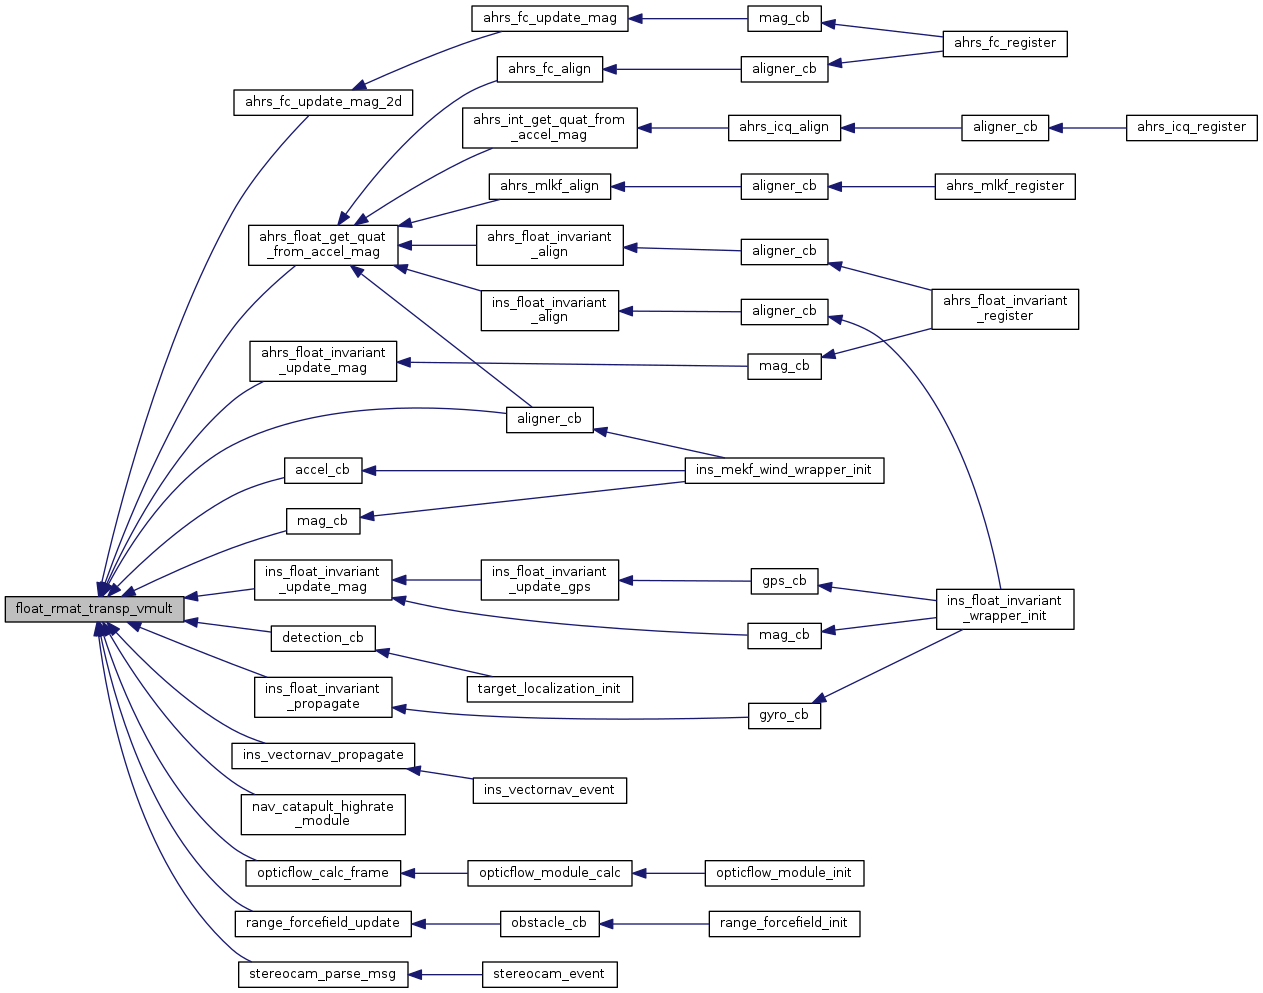 ahrs_fc_update_mag
mag_cb
ahrs_fc_register
ahrs_fc_align
aligner_cb
ahrs_fc_update_mag_2d
ahrs_int_get_quat_from
_accel_mag
ahrs_icq_align
aligner_cb
ahrs_icq_register
ahrs_mlkf_align
aligner_cb
ahrs_mlkf_register
ahrs_float_get_quat
_from_accel_mag
ahrs_float_invariant
_align
aligner_cb
ins_float_invariant
_align
aligner_cb
ahrs_float_invariant
_register
ahrs_float_invariant
_update_mag
mag_cb
aligner_cb
accel_cb
ins_mekf_wind_wrapper_init
mag_cb
ins_float_invariant
_update_mag
ins_float_invariant
_update_gps
gps_cb
float_rmat_transp_vmult
ins_float_invariant
_wrapper_init
detection_cb
mag_cb
ins_float_invariant
_propagate
target_localization_init
gyro_cb
ins_vectornav_propagate
ins_vectornav_event
nav_catapult_highrate
_module
opticflow_calc_frame
opticflow_module_calc
opticflow_module_init
range_forcefield_update
obstacle_cb
range_forcefield_init
stereocam_parse_msg
stereocam_event